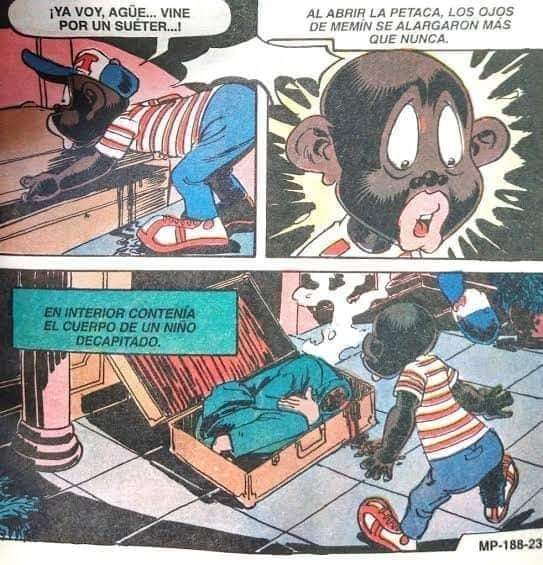 ¡YA VOY, AGÜE... VINE
POR UN SUÉTER...!
AL ABRIR LA PETACA, LOS OJOS
DE MEMÍN SE ALARGARON MÁS
QUE NUNCA.
T
EN INTERIOR CONTENÍA
EL CUERPO DE UN NIÑO
DECAPITADO.
MP-188-23